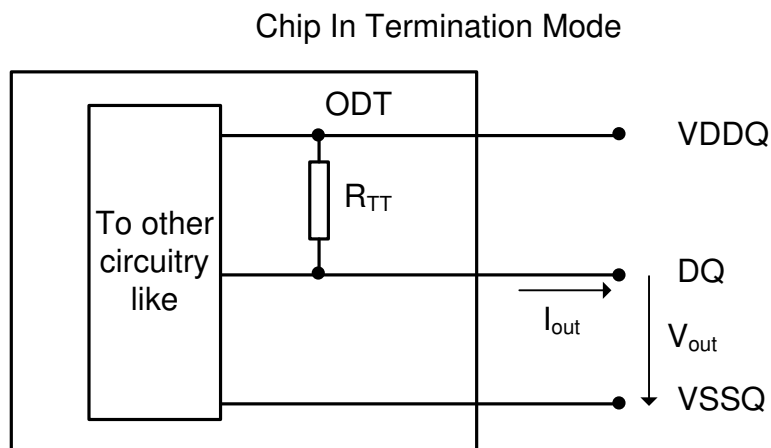 Chip In Termination Mode
ODT
VDDQ
R_TT
To other
circuitry
like
DQ
I_out
V_out
VSSQ